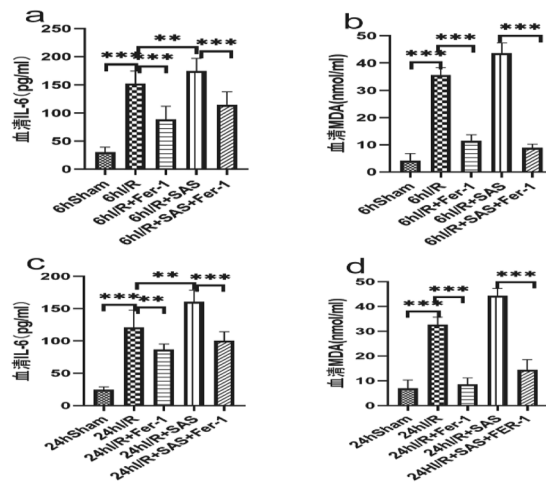 a
血清IL-6(pg/ml)
250
200
150
100
50
0
***
***
**
***
6hSham
6hI/R
6hI/R+Fer-1
6hI/R+SAS
6hI/R+SAS+Fer-1
b
血清MDA(nmol/ml)
50
40
30
20
10
0
***
***
***
6hSham
6hI/R
6hI/R+Fer-1
6hI/R+SAS
6hI/R+SAS+Fer-1
c
血清IL-6(pg/ml)
200
150
100
50
0
***
**
**
***
24hSham
24hI/R
24hI/R+Fer-1
24hI/R+SAS
24hI/R+SAS+Fer-1
d
血清MDA(nmol/ml)
50
40
30
20
10
0
***
***
***
24hSham
24hI/R
24hI/R+Fer-1
24hI/R+SAS
24HI/R+SAS+FER-1